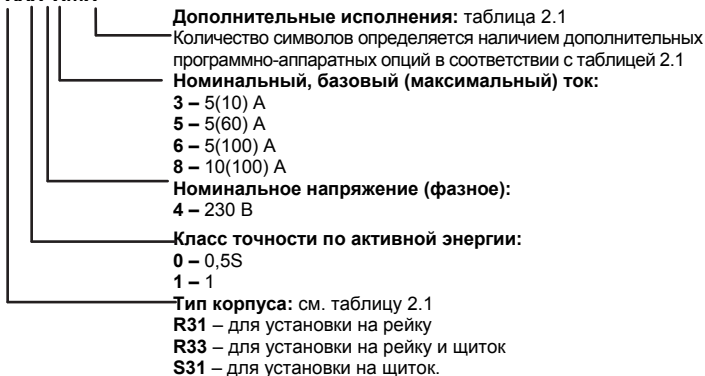 Дополнительные исполнения: таблица 2.1
Количество символов определяется наличием дополнительных
программно-аппаратных опций в соответствии с таблицей 2.1
Номинальный, базовый (максимальный) ток:
3 – 5(10) А
5 – 5(60) А
6 – 5(100) А
8 – 10(100) А
Номинальное напряжение (фазное):
4 – 230 В
Класс точности по активной энергии:
0 – 0,5S
1 – 1
Тип корпуса: см. таблицу 2.1
R31 – для установки на рейку
R33 – для установки на рейку и щиток
S31 – для установки на щиток.